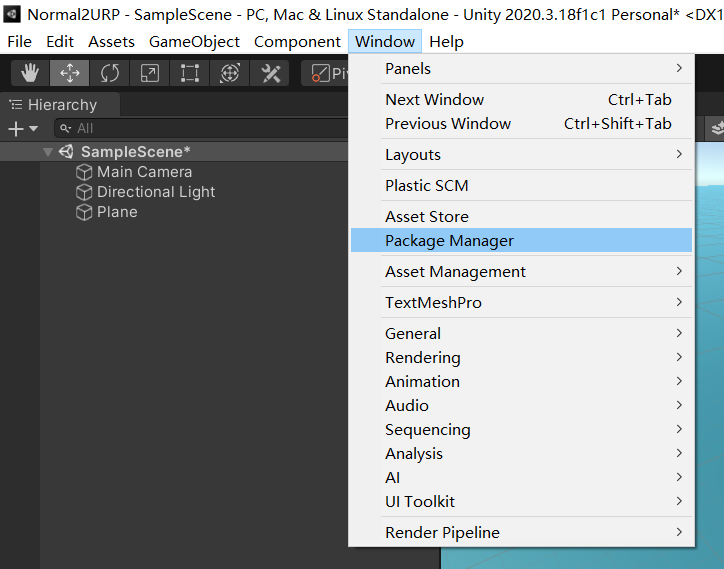 Normal2URP - SampleScene - PC, Mac & Linux Standalone - Unity 2020.3.18f1c1 Personal* <DX1
File Edit Assets GameObject Component Window Help
Hierarchy
All
SampleScene*
Main Camera
Directional Light
Plane
Panels
Next Window Ctrl+Tab
Previous Window Ctrl+Shift+Tab
Layouts
Plastic SCM
Asset Store
Package Manager
Asset Management
TextMeshPro
General
Rendering
Animation
Audio
Sequencing
Analysis
AI
UI Toolkit
Render Pipeline